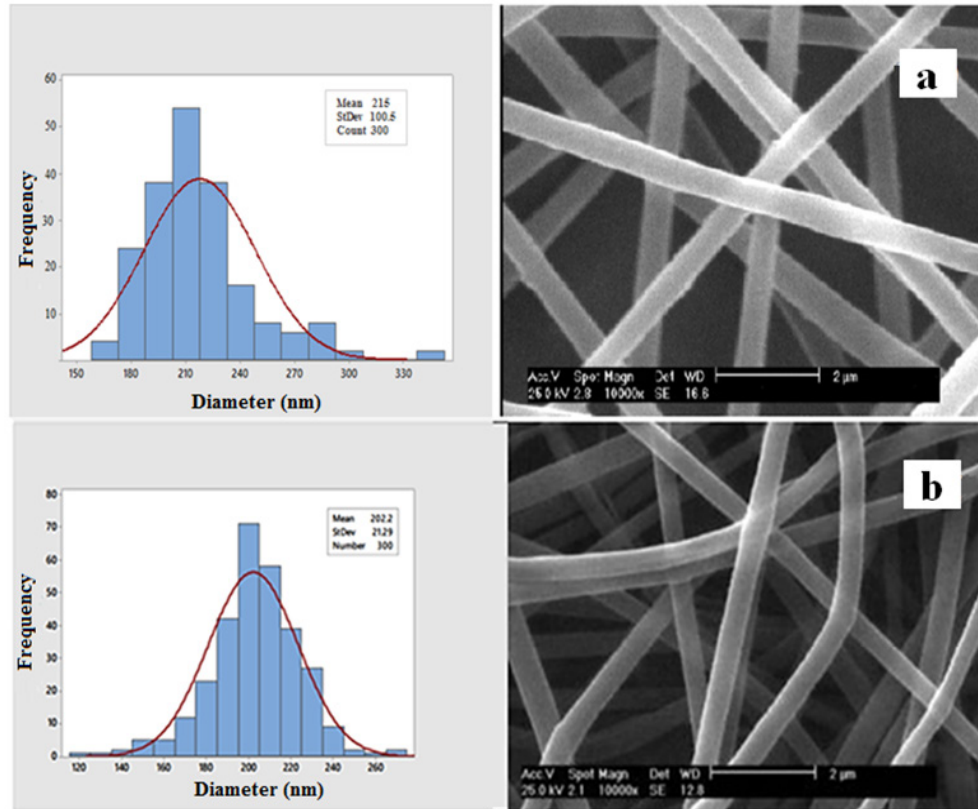 60
50
40
30
20
10
Frequency
Mean 215
StDev 100.5
Count 300
150 180 210 240 270 300 330
Diameter (nm)
a
Acc.V Spot Magn Det WD 2 µm
25.0 kV 2.8 10000x SE 16.6
80
70
60
50
40
30
20
10
0
Frequency
Mean 202.2
StDev 21.29
Number 300
120 140 160 180 200 220 240 260
Diameter (nm)
b
Acc.V Spot Magn Det WD 2 µm
25.0 kV 2.1 10000x SE 12.8